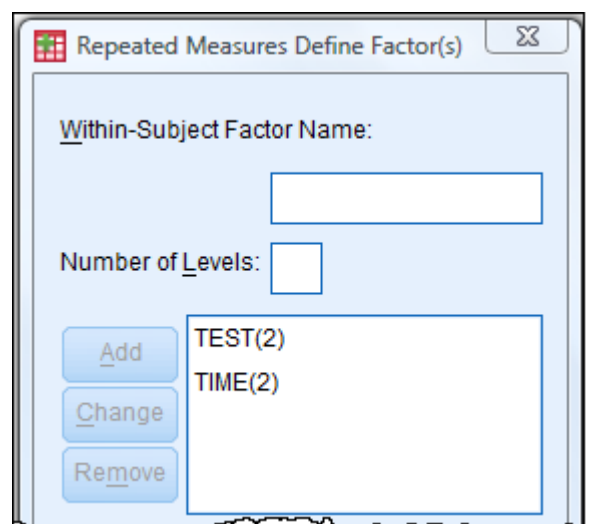 Repeated Measures Define Factor(s)
Within-Subject Factor Name:
Number of Levels:
Add
Change
Remove
TEST(2)
TIME(2)